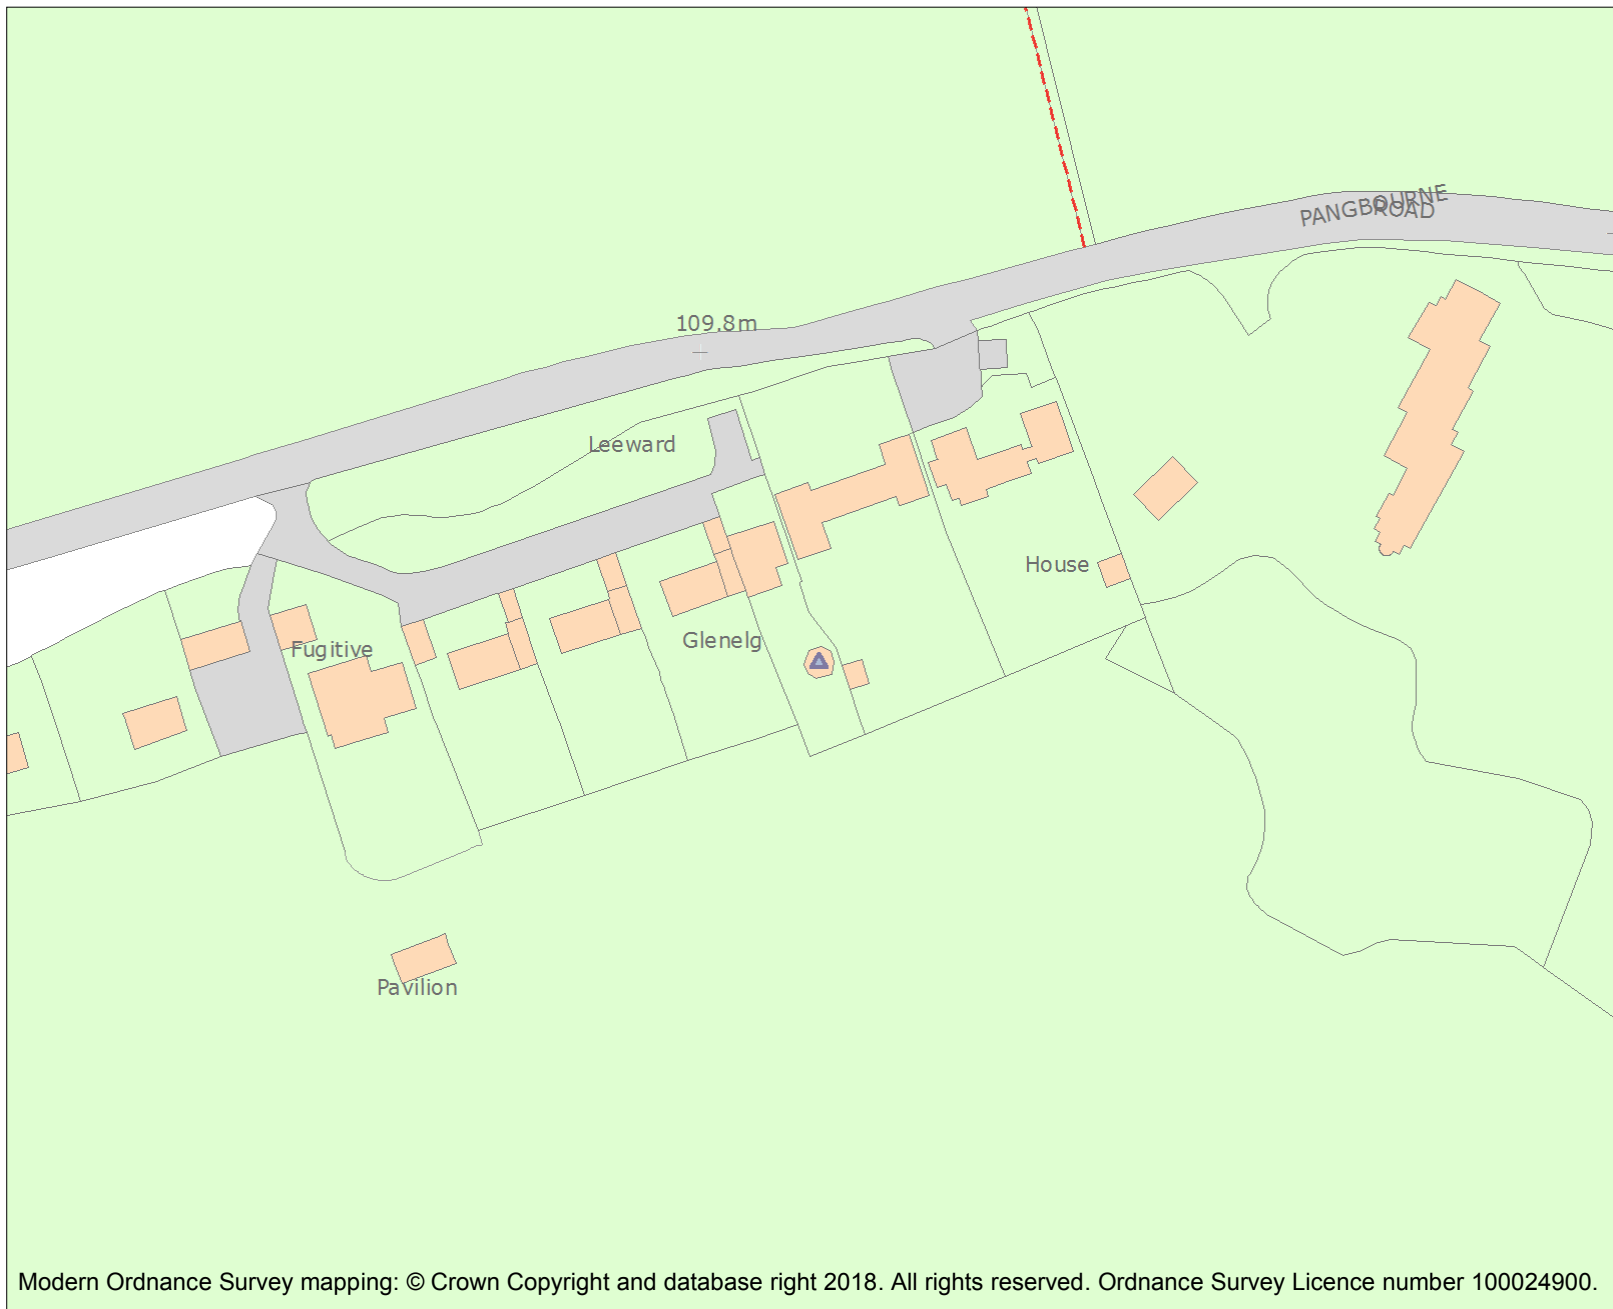 PANGBOURNE
ROAD
109.8m
Leeward
House
Fugitive
Glenelg
Pavilion
Modern Ordnance Survey mapping: © Crown Copyright and database right 2018. All rights reserved. Ordnance Survey Licence number 100024900.